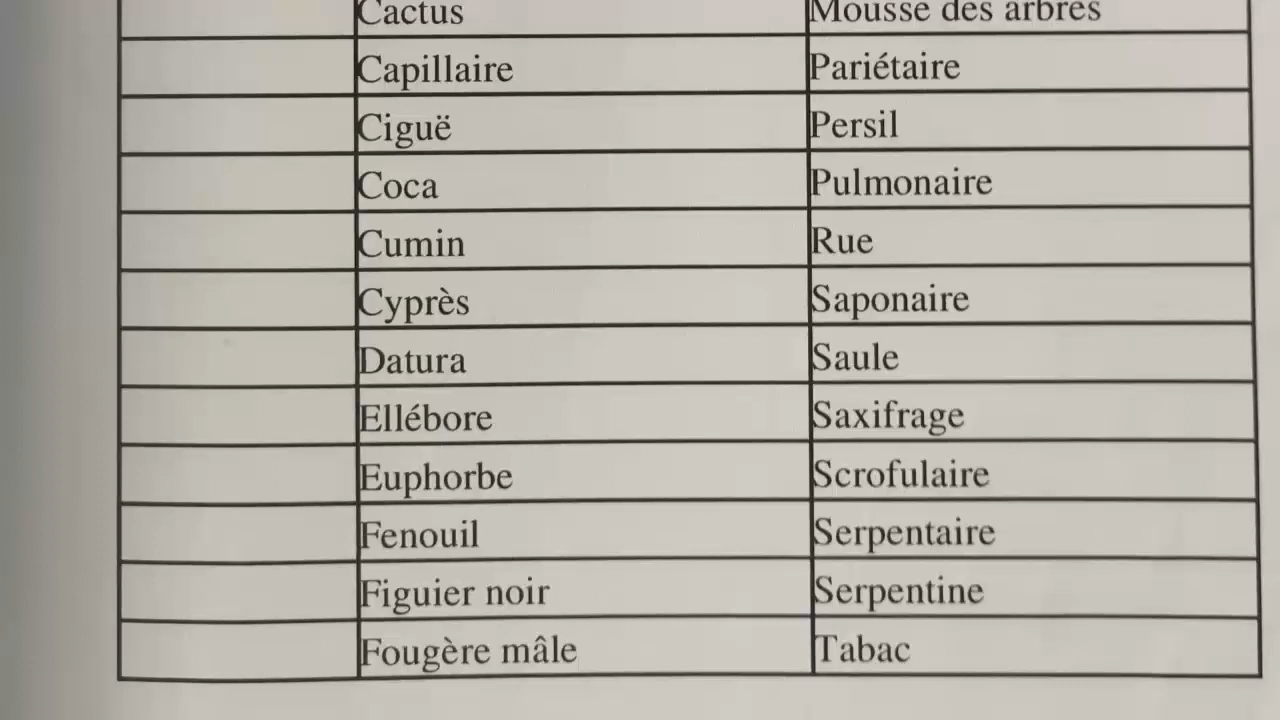 Cactus Mousse des arbres
Capillaire Pariétaire
Ciguë Persil
Coca Pulmonaire
Cumin Rue
Cyprès Saponaire
Datura Saule
Ellébore Saxifrage
Euphorbe Scrofulaire
Fenouil Serpentaire
Figuier noir Serpentine
Fougère mâle Tabac